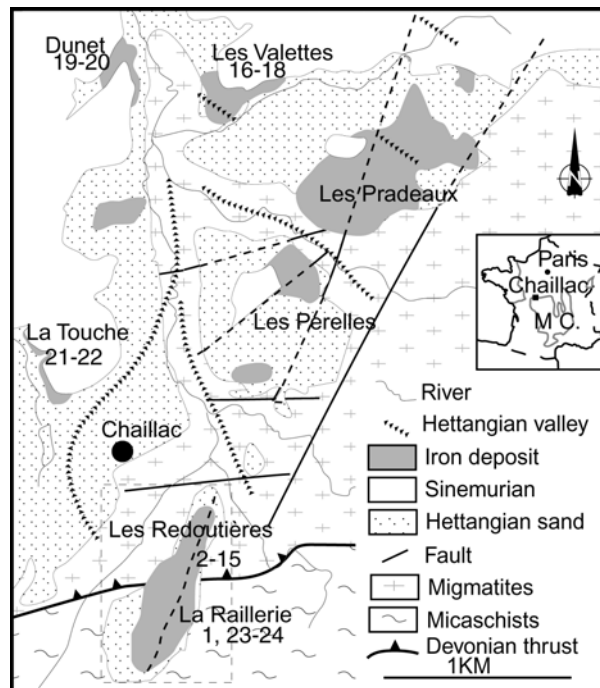 Dunet
19-20
Les Valettes
16-18
Les Pradeaux
Paris
Chaillac
M C.
Les Perelles
La Touche
21-22
Chaillac
River
Hettangian valley
Iron deposit
Sinemurian
Hettangian sand
Fault
Migmatites
Micaschists
Devonian thrust
1KM
Les Redoutières
2-15
La Raillerie
1, 23-24